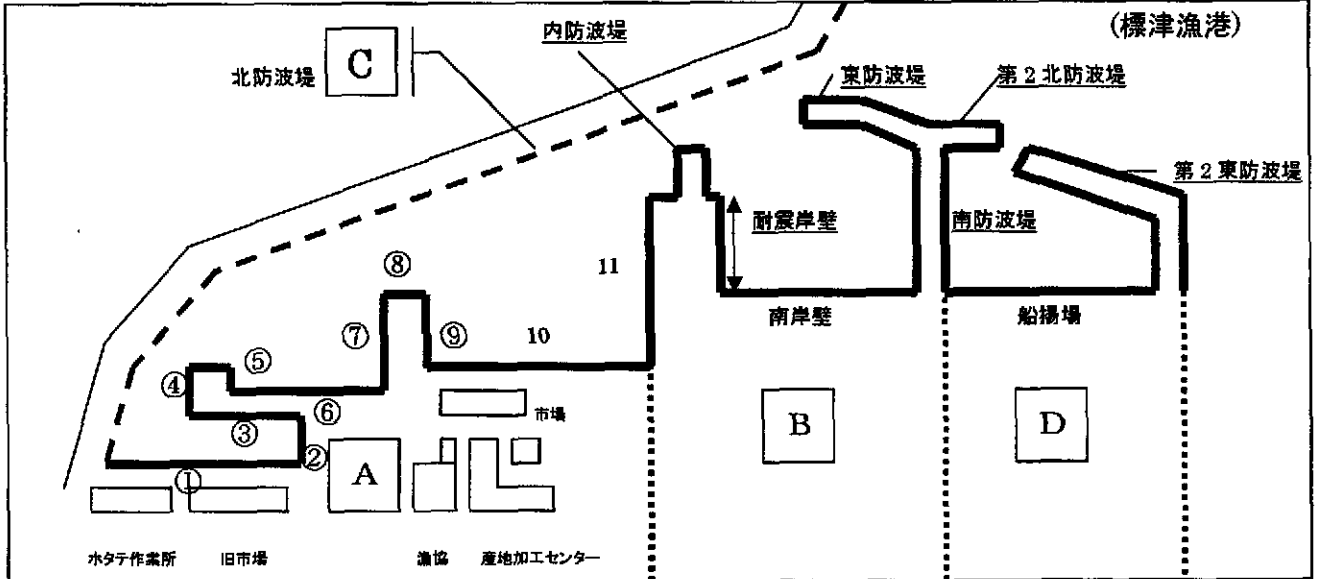 (標津漁港)
内防波堤
北防波堤
C
東防波堤
第2北防波堤
第2東防波堤
耐震岸壁
南防波堤
⑧
11
南岸壁
船揚場
⑦
⑨
10
⑤
④
⑥
市場
③
B
D
②
A
①
ホタテ作業所
旧市場
漁協
産地加工センター